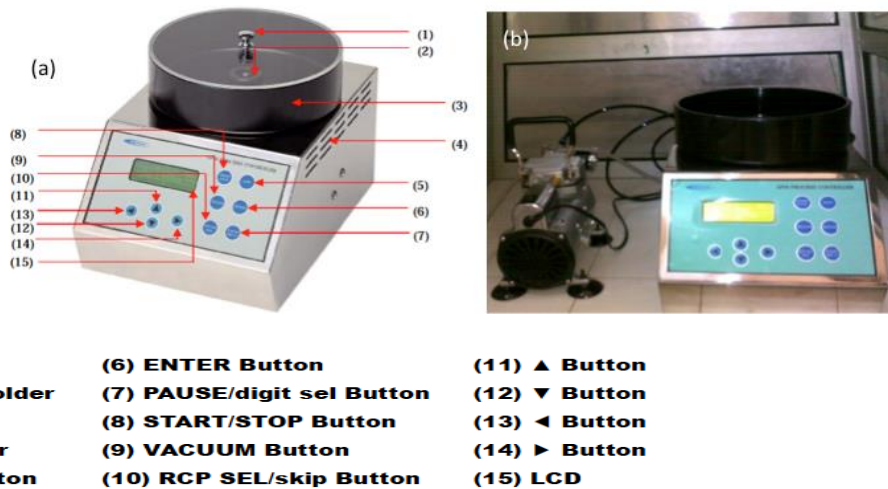 (a)
(b)
(1)
(2)
(3)
(4)
(5)
(6)
(7)
(8)
(9)
(10)
(11)
(13)
(12)
(14)
(15)
(6) ENTER Button (11) ▲ Button
older (7) PAUSE/digit sel Button (12) ▼ Button
(8) START/STOP Button (13) ◄ Button
r (9) VACUUM Button (14) ► Button
ton (10) RCP SEL/skip Button (15) LCD